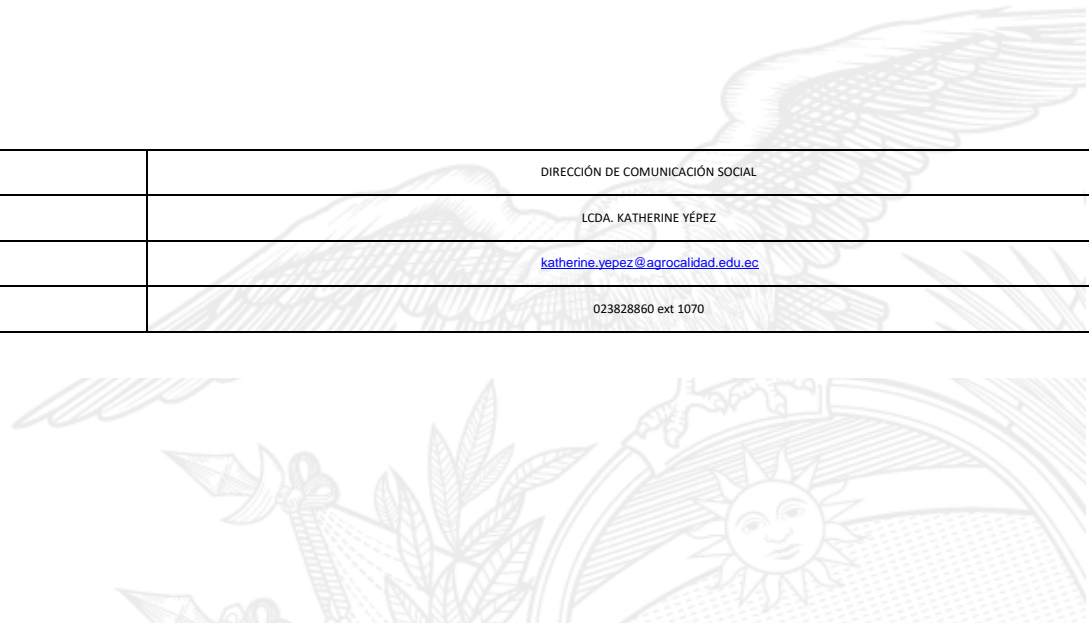 DIRECCIÓN DE COMUNICACIÓN SOCIAL
LCDA. KATHERINE YÉPEZ
katherine.yepez@agrocalidad.edu.ec
023828860 ext 1070